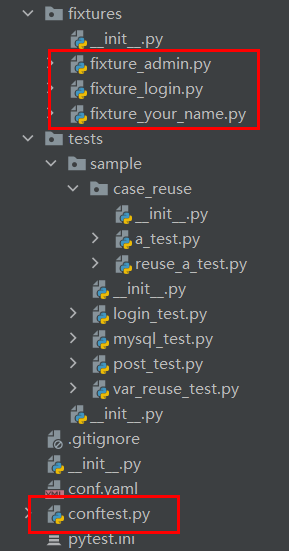 fixtures
__init__.py
fixture_admin.py
fixture_login.py
fixture_your_name.py
tests
sample
case_reuse
__init__.py
a_test.py
reuse_a_test.py
__init__.py
login_test.py
mysql_test.py
post_test.py
var_reuse_test.py
__init__.py
.gitignore
__init__.py
conf.yaml
conftest.py
pytest.ini